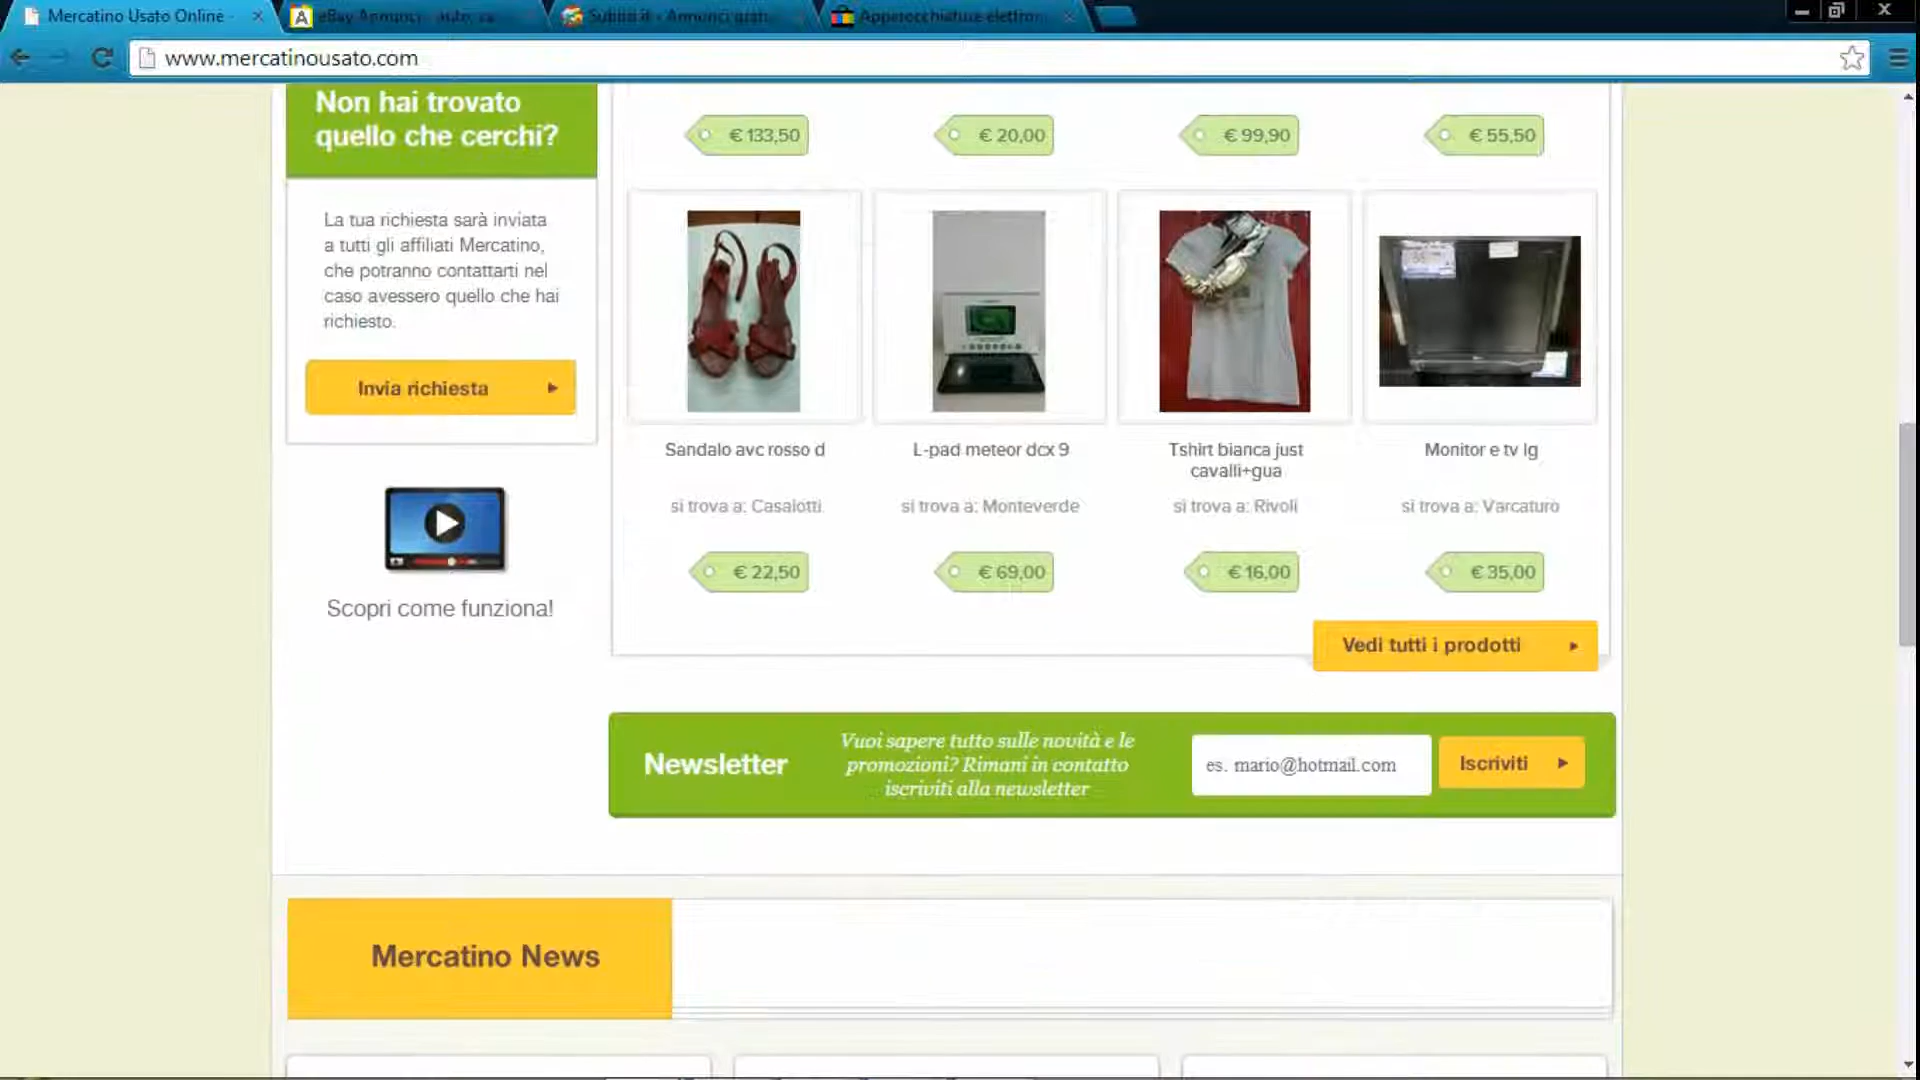 Mercatino Usato Online -
eBay Annunci - auto, ca
Subito.it - Annunci gratu
Apparecchiature elettron
www.mercatinousato.com
Non hai trovato
quello che cerchi?
La tua richiesta sarà inviata
a tutti gli affiliati Mercatino,
che potranno contattarti nel
caso avessero quello che hai
richiesto.
Invia richiesta
Scopri come funziona!
€ 133,50
€ 20,00
€ 99,90
€ 55,50
Sandalo avc rosso d
L-pad meteor dcx 9
Tshirt bianca just
cavalli+gua
Monitor e tv lg
si trova a: Casalotti
si trova a: Monteverde
si trova a: Rivoli
si trova a: Varcaturo
€ 22,50
€ 69,00
€ 16,00
€ 35,00
Vedi tutti i prodotti
Newsletter
Vuoi sapere tutto sulle novità e le
promozioni? Rimani in contatto
iscriviti alla newsletter
es. mario@hotmail.com
Iscriviti
Mercatino News